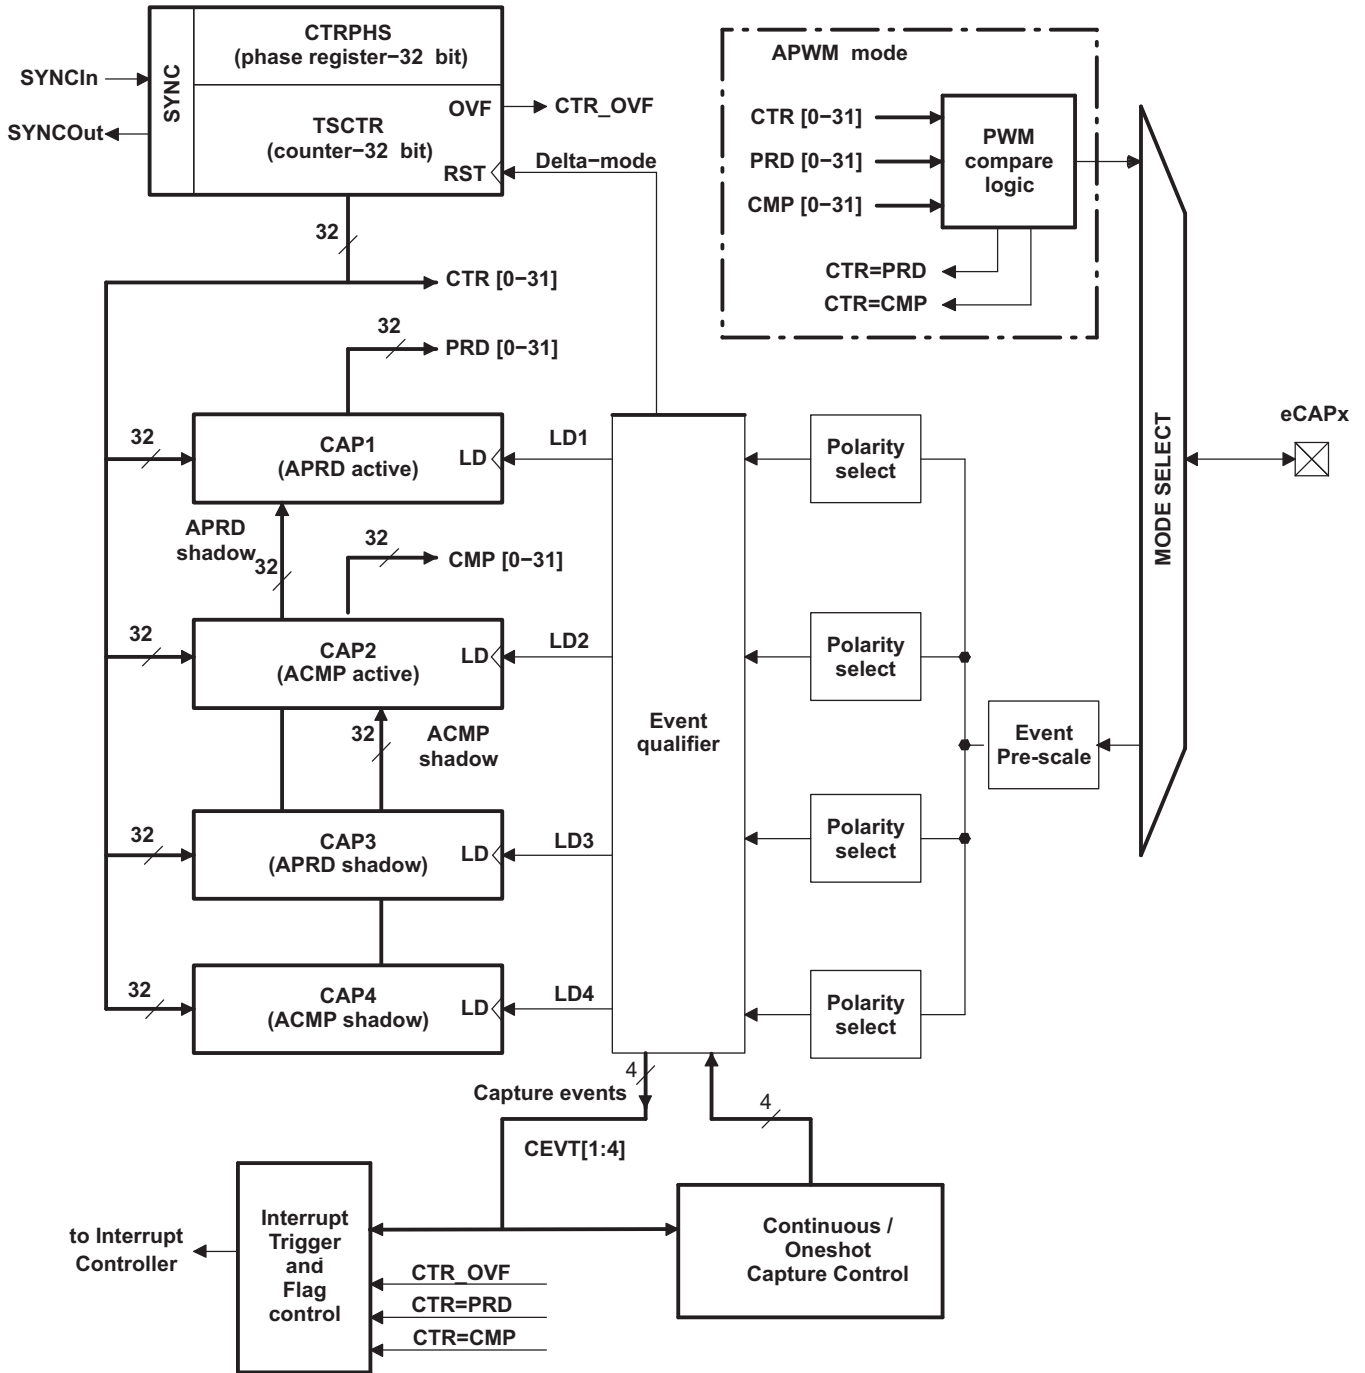 CTRPHS
(phase register−32 bit)
SYNC
SYNCIn
SYNCOut
OVF
CTR_OVF
TSCTR
(counter−32 bit)
RST
Delta−mode
32
CTR [0−31]
32
PRD [0−31]
APWM mode
CTR [0−31]
PRD [0−31]
CMP [0−31]
PWM
compare
logic
CTR=PRD
CTR=CMP
MODE SELECT
eCAPx
32
CAP1
(APRD active)
LD
LD1
Polarity
select
APRD
shadow
32
32
CMP [0−31]
32
CAP2
(ACMP active)
LD
LD2
Polarity
select
32
ACMP
shadow
Event
qualifier
Event
Pre-scale
32
CAP3
(APRD shadow)
LD
LD3
Polarity
select
32
CAP4
(ACMP shadow)
LD
LD4
Polarity
select
4
Capture events
4
CEVT[1:4]
to Interrupt
Controller
Interrupt
Trigger
and
Flag
control
CTR_OVF
CTR=PRD
CTR=CMP
Continuous /
Oneshot
Capture Control